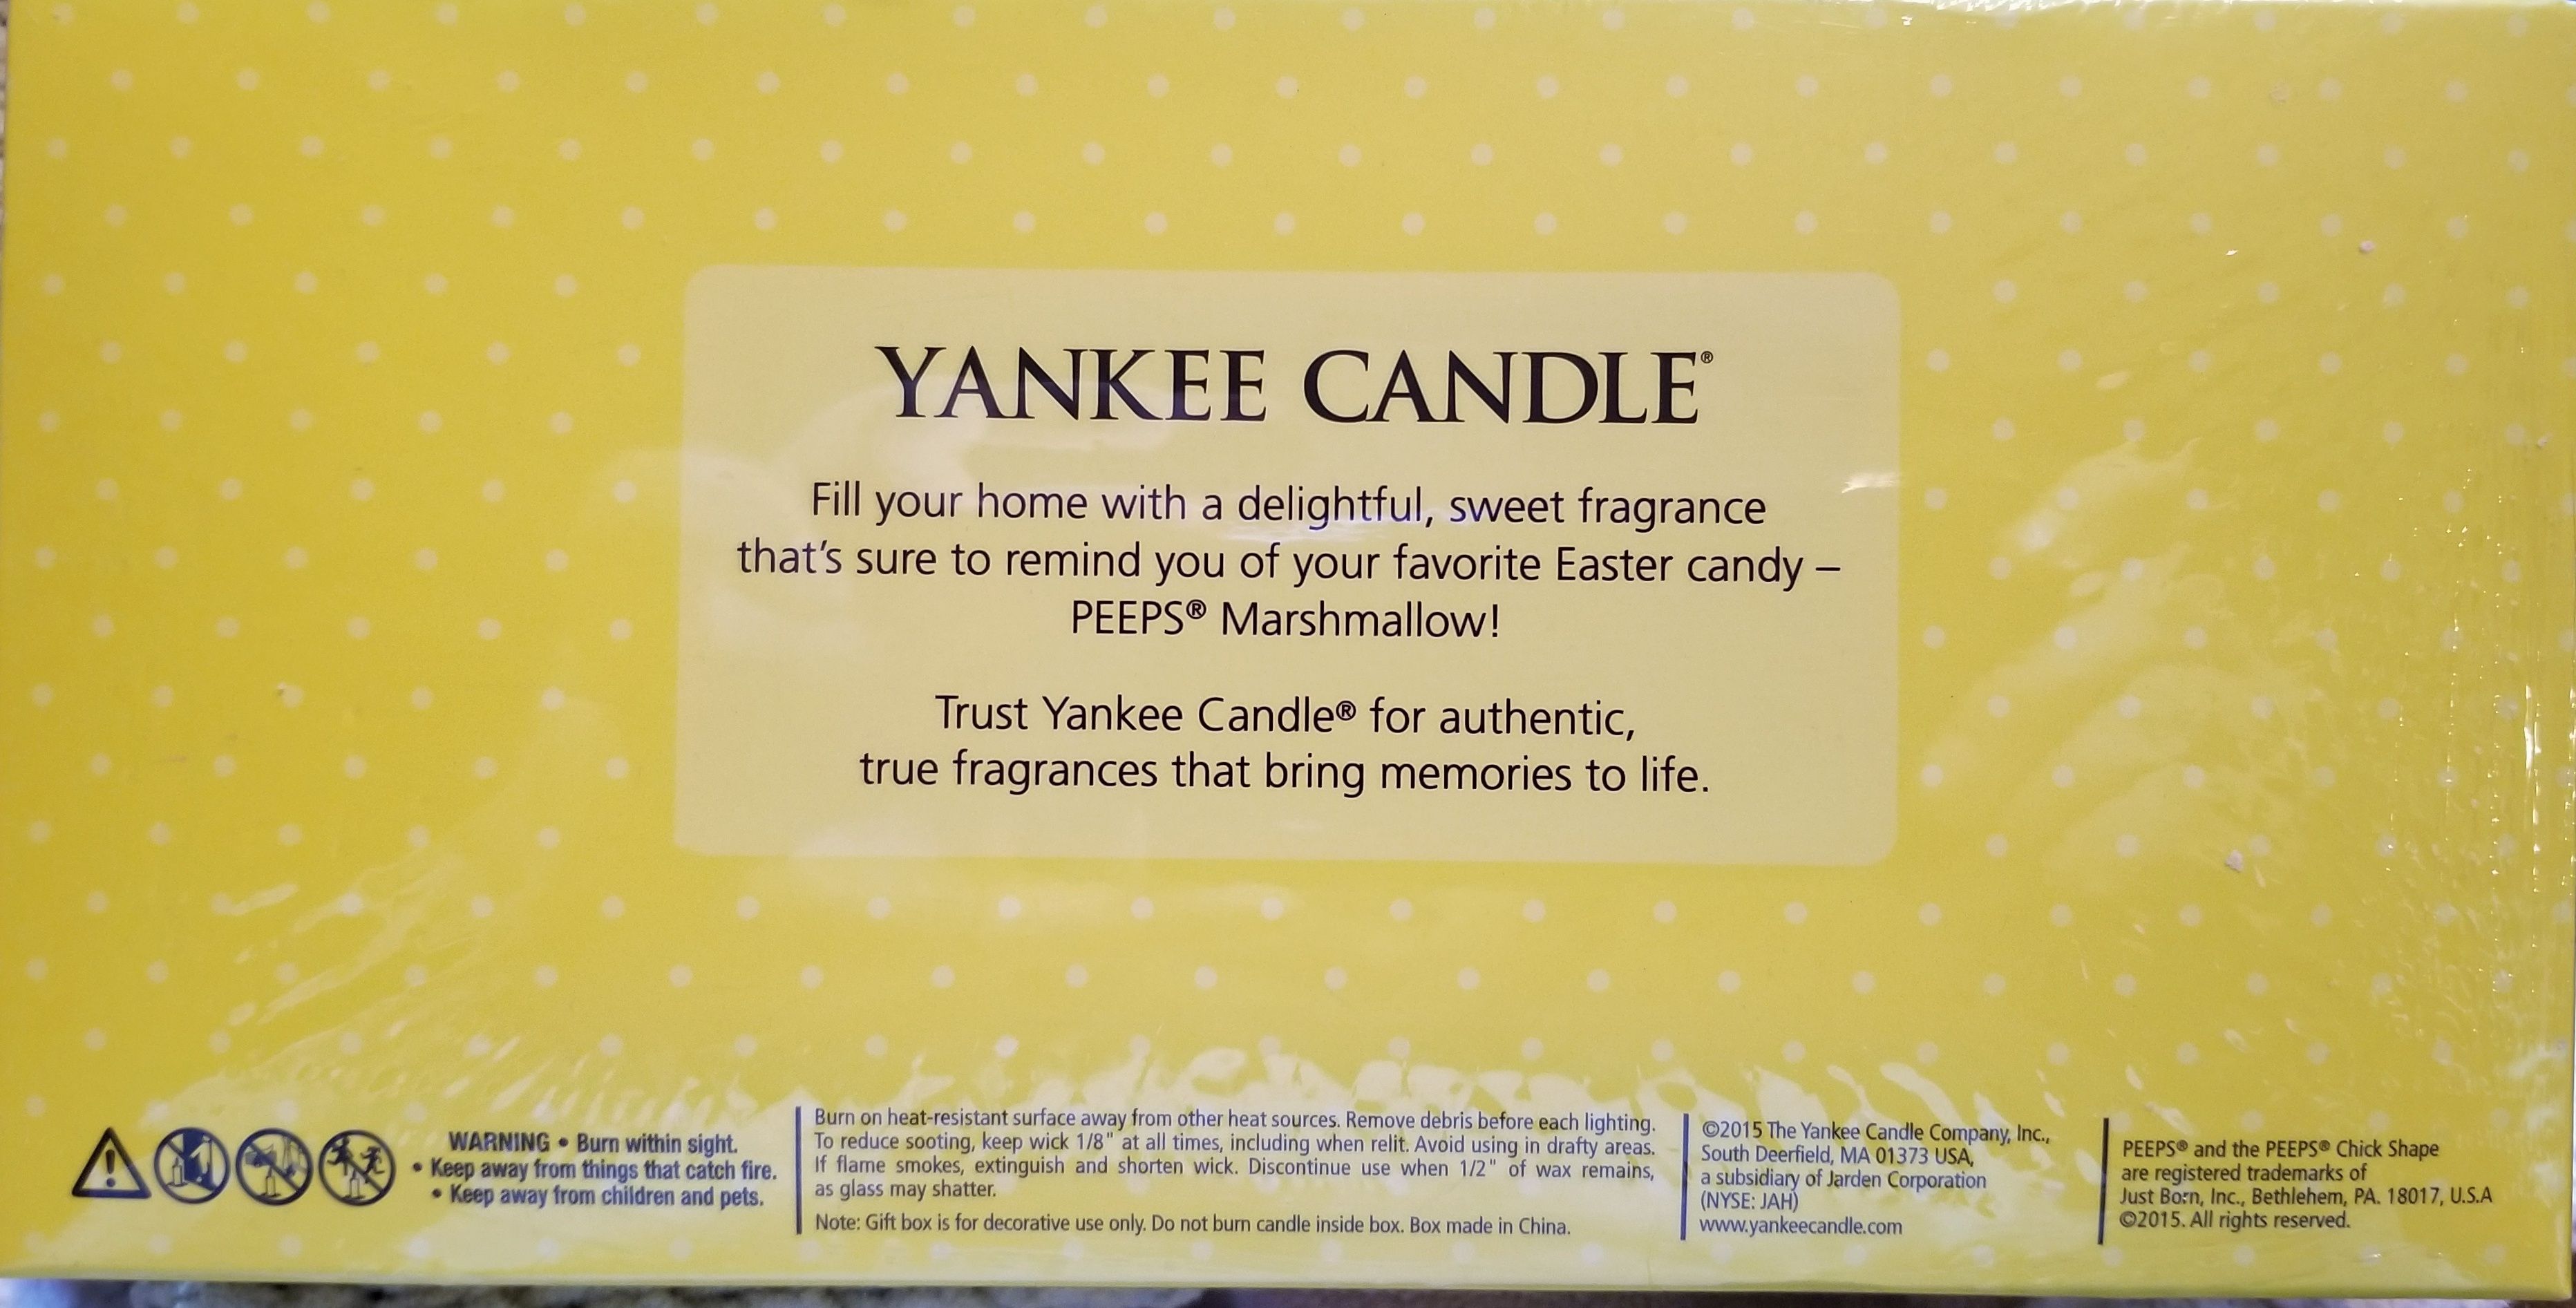 YANKEE CANDLE®
Fill your home with a delightful, sweet fragrance
that's sure to remind you of your favorite Easter candy –
PEEPS® Marshmallow!
Trust Yankee Candle® for authentic,
true fragrances that bring memories to life.
WARNING • Burn within sight.
• Keep away from things that catch fire.
• Keep away from children and pets.
Burn on heat-resistant surface away from other heat sources. Remove debris before each lighting.
To reduce sooting, keep wick 1/8" at all times, including when relit. Avoid using in drafty areas.
If flame smokes, extinguish and shorten wick. Discontinue use when 1/2" of wax remains,
as glass may shatter.
Note: Gift box is for decorative use only. Do not burn candle inside box. Box made in China.
©2015 The Yankee Candle Company, Inc.,
South Deerfield, MA 01373 USA,
a subsidiary of Jarden Corporation
(NYSE: JAH)
www.yankeecandle.com
PEEPS® and the PEEPS® Chick Shape
are registered trademarks of
Just Born, Inc., Bethlehem, PA. 18017, U.S.A
©2015. All rights reserved.